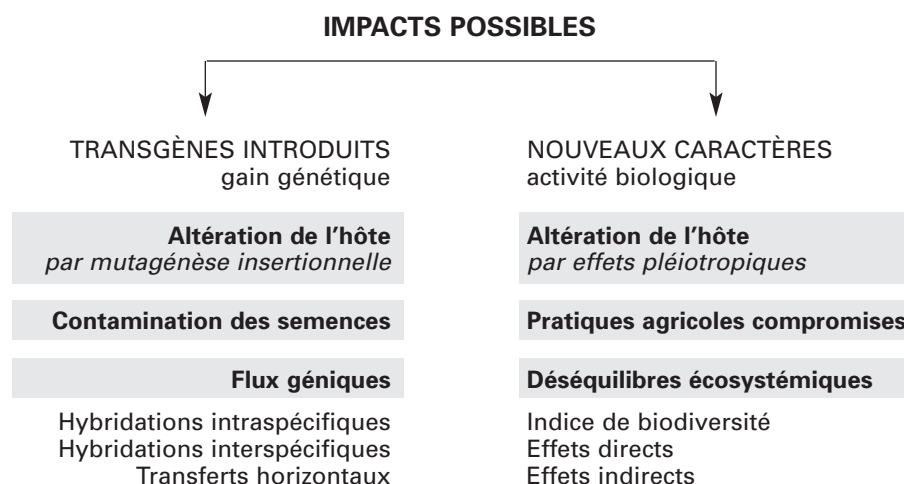 IMPACTS POSSIBLES
TRANSGÈNES INTRODUITS
gain génétique
Altération de l'hôte
par mutagénèse insertionnelle
Contamination des semences
Flux géniques
Hybridations intraspécifiques
Hybridations interspécifiques
Transferts horizontaux
NOUVEAUX CARACTÈRES
activité biologique
Altération de l'hôte
par effets pléiotropiques
Pratiques agricoles compromises
Déséquilibres écosystémiques
Indice de biodiversité
Effets directs
Effets indirects